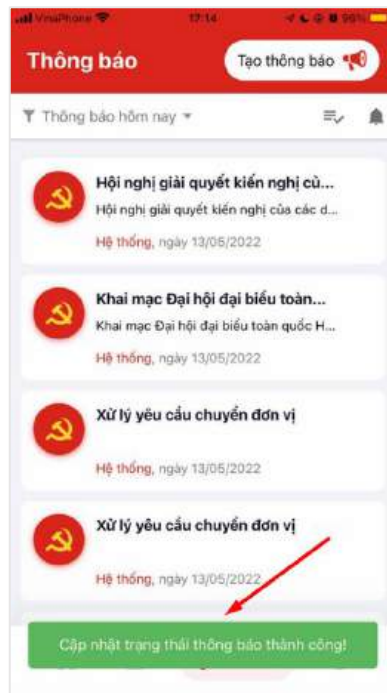 VinaPhone 17:14 96%
Thông báo
Tạo thông báo
Thông báo hôm nay
Hội nghị giải quyết kiến nghị củ...
Hội nghị giải quyết kiến nghị của các d...
Hệ thống, ngày 13/05/2022
Khai mạc Đại hội đại biểu toàn...
Khai mạc Đại hội đại biểu toàn quốc H...
Hệ thống, ngày 13/05/2022
Xử lý yêu cầu chuyển đơn vị
Hệ thống, ngày 13/05/2022
Xử lý yêu cầu chuyển đơn vị
Hệ thống, ngày 13/05/2022
Cập nhật trạng thái thông báo thành công!